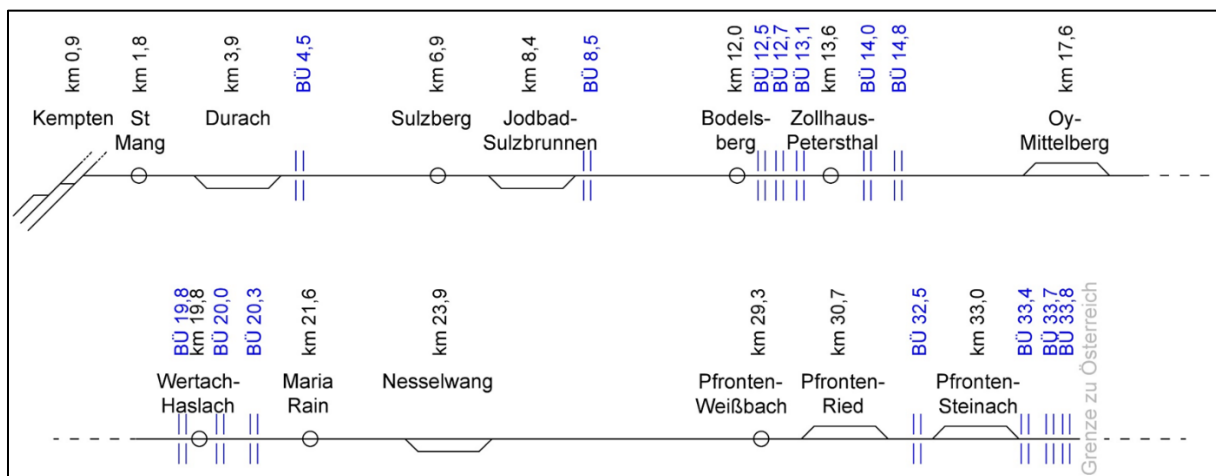 km 0,9
km 1,8
km 3,9
BÜ 4,5
km 6,9
km 8,4
BÜ 8,5
km 12,0
BÜ 12,5
BÜ 12,7
BÜ 13,1
km 13,6
BÜ 14,0
BÜ 14,8
km 17,6
Kempten
St
Mang
Durach
Sulzberg
Jodbad-
Sulzbrunnen
Bodels-
berg
Zollhaus-
Petersthal
Oy-
Mittelberg
BÜ 19,8
km 19,8
BÜ 20,0
BÜ 20,3
km 21,6
km 23,9
km 29,3
km 30,7
BÜ 32,5
km 33,0
BÜ 33,4
BÜ 33,7
BÜ 33,8
Grenze zu Österreich
Wertach-
Haslach
Maria
Rain
Nesselwang
Pfronten-
Weißbach
Pfronten-
Ried
Pfronten-
Steinach